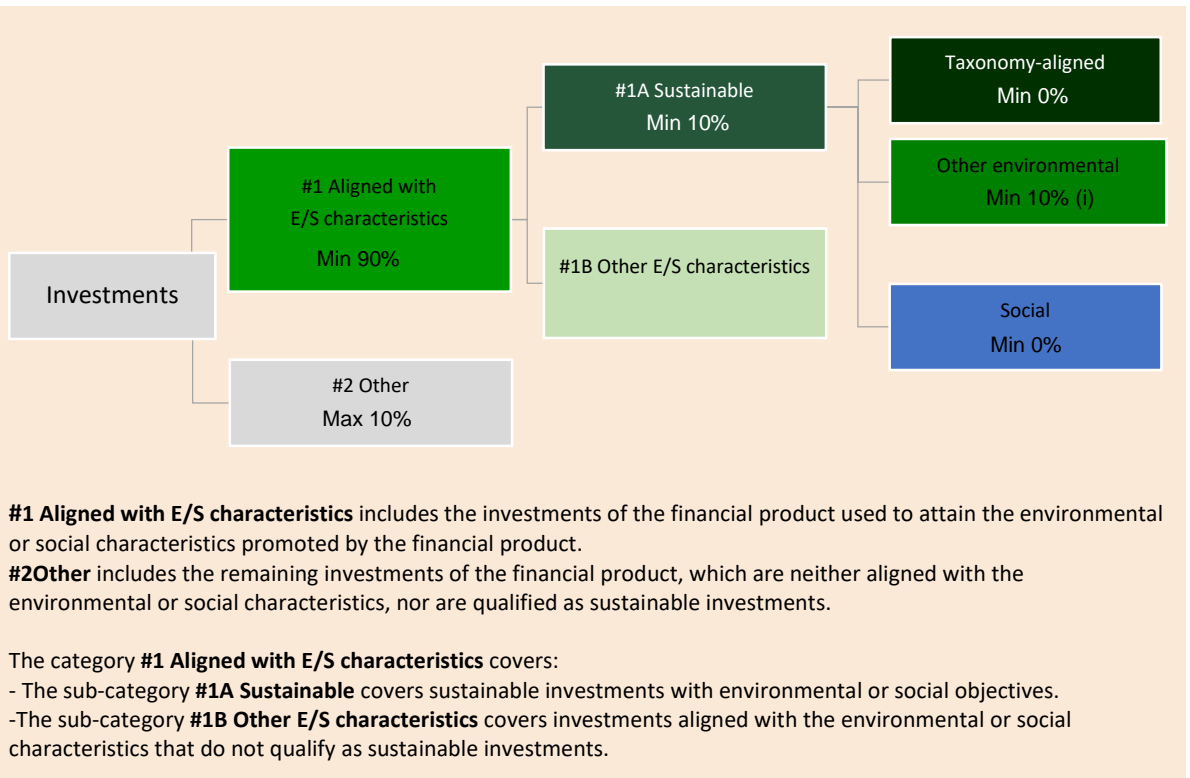 Investments
#1 Aligned with
E/S characteristics
Min 90%
#2 Other
Max 10%
#1A Sustainable
Min 10%
#1B Other E/S characteristics
Taxonomy-aligned
Min 0%
Other environmental
Min 10% (i)
Social
Min 0%
#1 Aligned with E/S characteristics includes the investments of the financial product used to attain the environmental
or social characteristics promoted by the financial product.
#2Other includes the remaining investments of the financial product, which are neither aligned with the
environmental or social characteristics, nor are qualified as sustainable investments.
The category #1 Aligned with E/S characteristics covers:
- The sub-category #1A Sustainable covers sustainable investments with environmental or social objectives.
-The sub-category #1B Other E/S characteristics covers investments aligned with the environmental or social
characteristics that do not qualify as sustainable investments.